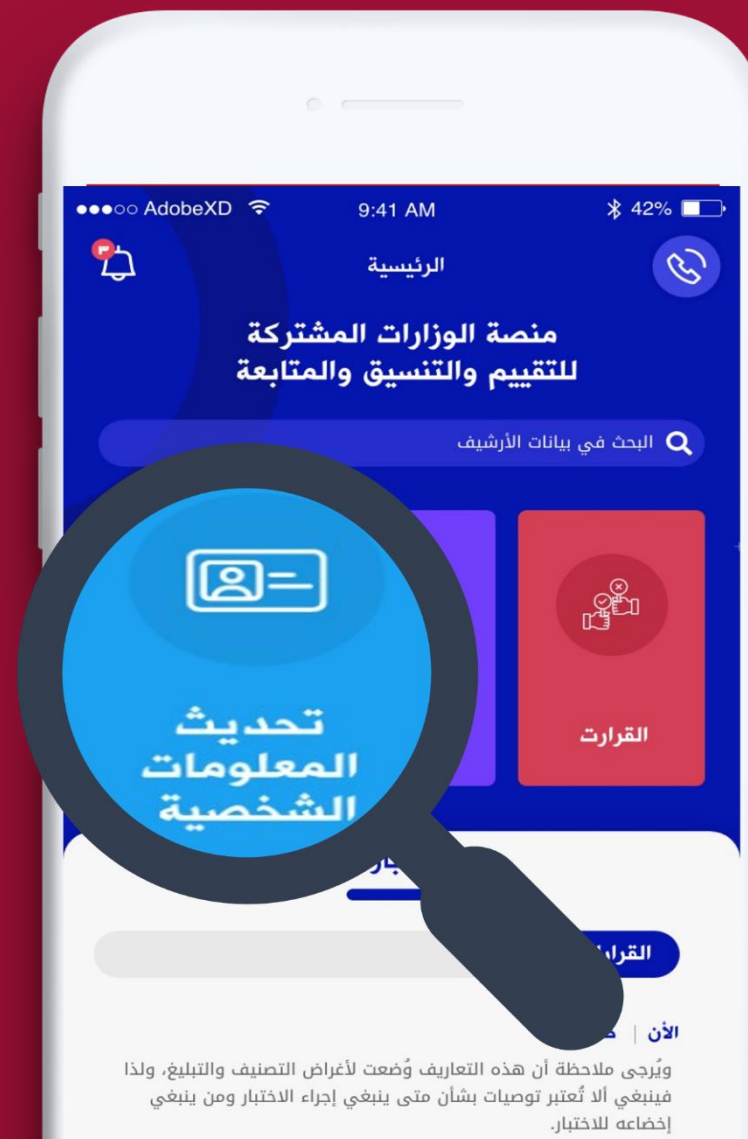 AdobeXD
9:41 AM
42%
٣
الرئيسية
منصة الوزارات المشتركة
للتقييم والتنسيق والمتابعة
البحث في بيانات الأرشيف
القرارت
تحديث
المعلومات
الشخصية
الأن |
ويُرجى ملاحظة أن هذه التعاريف وُضعت لأغراض التصنيف والتبليغ، ولذا
فينبغي ألا تُعتبر توصيات بشأن متى ينبغي إجراء الاختبار ومن ينبغي
إخضاعه للاختبار.